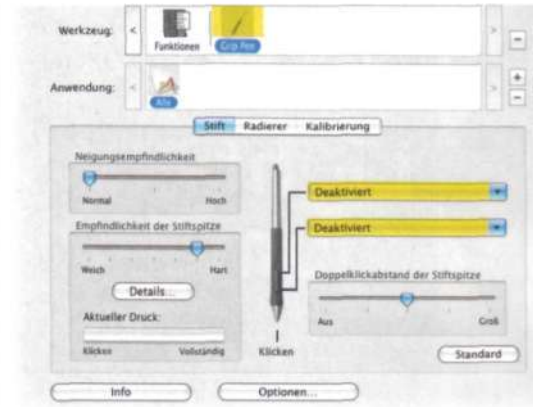 Werkzeug:
Funktionen
Grip Pen
Anwendung:
Alle
Stift Radierer Kalibrierung
Neigungsempfindlichkeit
Normal Hoch
Deaktiviert
Empfindlichkeit der Stiftspitze
Deaktiviert
Weich Hart
Details...
Doppelklickabstand der Stiftspitze
Aus Groß
Aktueller Druck:
Klicken Vollständig
Klicken
Standard
Info Optionen...